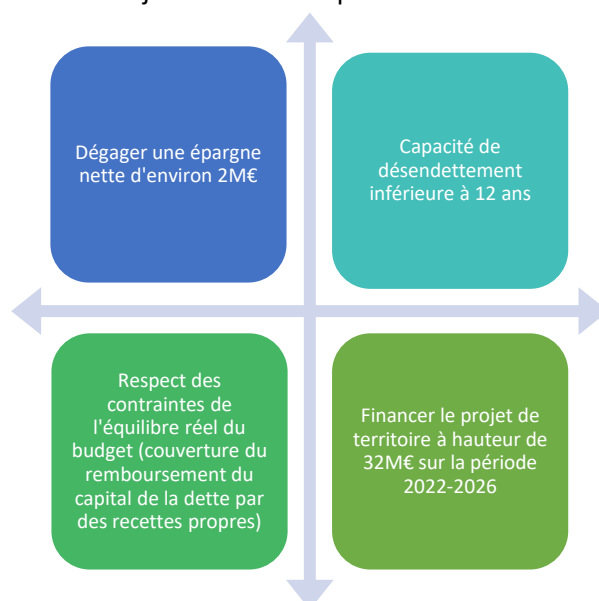 Dégager une épargne
nette d'environ 2M€
Capacité de
désendettement
inférieure à 12 ans
Respect des
contraintes de
l'équilibre réel du
budget (couverture du
remboursement du
capital de la dette par
des recettes propres)
Financer le projet de
territoire à hauteur de
32M€ sur la période
2022-2026